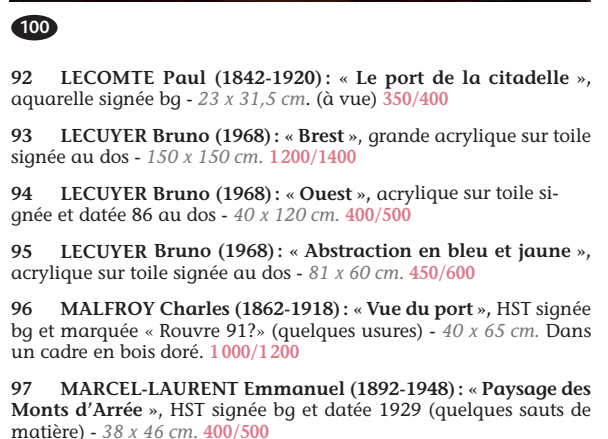 100
92 LECOMTE Paul (1842-1920) : « Le port de la citadelle »,
aquarelle signée bg - 23 x 31,5 cm. (à vue) 350/400
93 LECUYER Bruno (1968) : « Brest », grande acrylique sur toile
signée au dos - 150 x 150 cm. 1 200/1400
94 LECUYER Bruno (1968) : « Ouest », acrylique sur toile si-
gnée et datée 86 au dos - 40 x 120 cm. 400/500
95 LECUYER Bruno (1968) : « Abstraction en bleu et jaune »,
acrylique sur toile signée au dos - 81 x 60 cm. 450/600
96 MALFROY Charles (1862-1918) : « Vue du port », HST signée
bg et marquée « Rouvre 91?» (quelques usures) - 40 x 65 cm. Dans
un cadre en bois doré. 1 000/1 200
97 MARCEL-LAURENT Emmanuel (1892-1948) : « Paysage des
Monts d'Arrée », HST signée bg et datée 1929 (quelques sauts de
matière) - 38 x 46 cm. 400/500